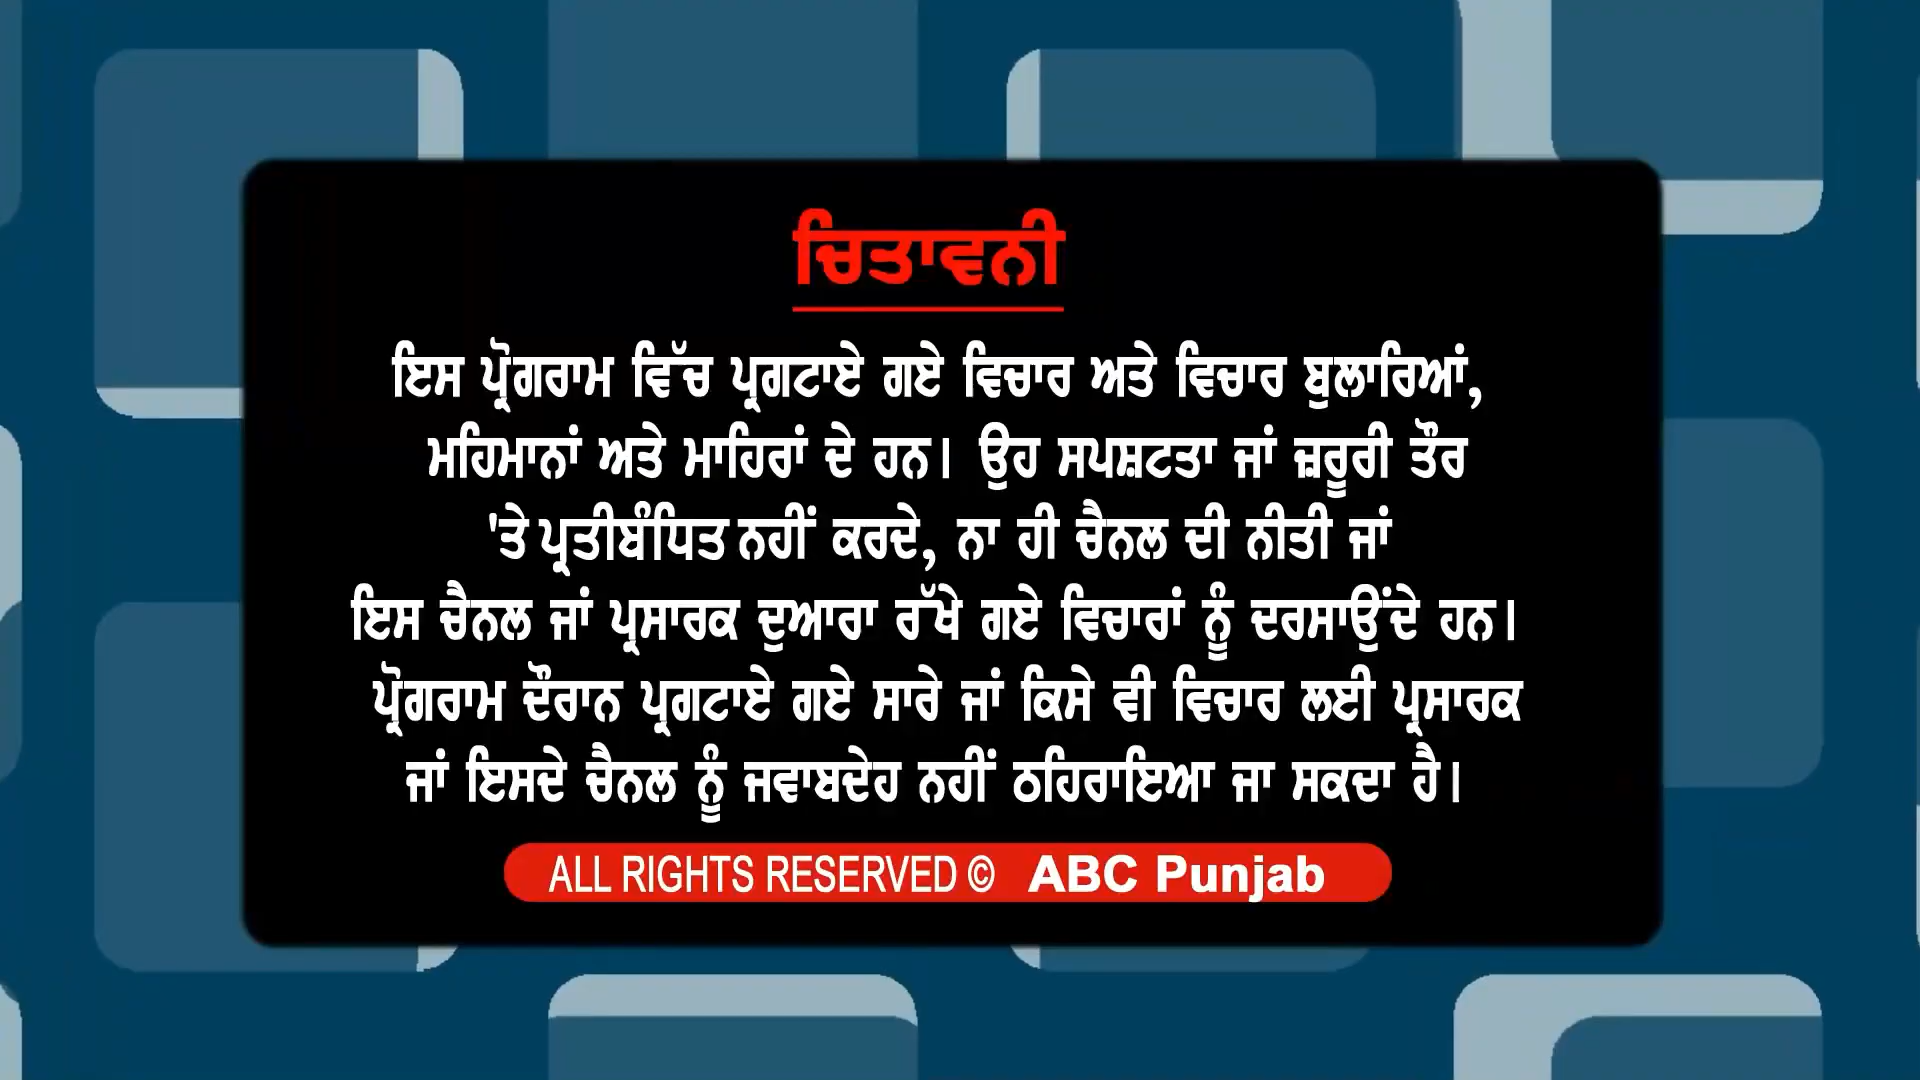 ਚਿਤਾਵਨੀ
ਇਸ ਪ੍ਰੋਗਰਾਮ ਵਿੱਚ ਪ੍ਰਗਟਾਏ ਗਏ ਵਿਚਾਰ ਅਤੇ ਵਿਚਾਰ ਬੁਲਾਰਿਆਂ,
ਮਹਿਮਾਨਾਂ ਅਤੇ ਮਾਹਿਰਾਂ ਦੇ ਹਨ। ਉਹ ਸਪਸ਼ਟਤਾ ਜਾਂ ਜ਼ਰੂਰੀ ਤੌਰ
'ਤੇ ਪ੍ਰਤੀਬੰਧਿਤ ਨਹੀਂ ਕਰਦੇ, ਨਾ ਹੀ ਚੈਨਲ ਦੀ ਨੀਤੀ ਜਾਂ
ਇਸ ਚੈਨਲ ਜਾਂ ਪ੍ਰਸਾਰਕ ਦੁਆਰਾ ਰੱਖੇ ਗਏ ਵਿਚਾਰਾਂ ਨੂੰ ਦਰਸਾਉਂਦੇ ਹਨ।
ਪ੍ਰੋਗਰਾਮ ਦੌਰਾਨ ਪ੍ਰਗਟਾਏ ਗਏ ਸਾਰੇ ਜਾਂ ਕਿਸੇ ਵੀ ਵਿਚਾਰ ਲਈ ਪ੍ਰਸਾਰਕ
ਜਾਂ ਇਸਦੇ ਚੈਨਲ ਨੂੰ ਜਵਾਬਦੇਹ ਨਹੀਂ ਠਹਿਰਾਇਆ ਜਾ ਸਕਦਾ ਹੈ।
ALL RIGHTS RESERVED © ABC Punjab